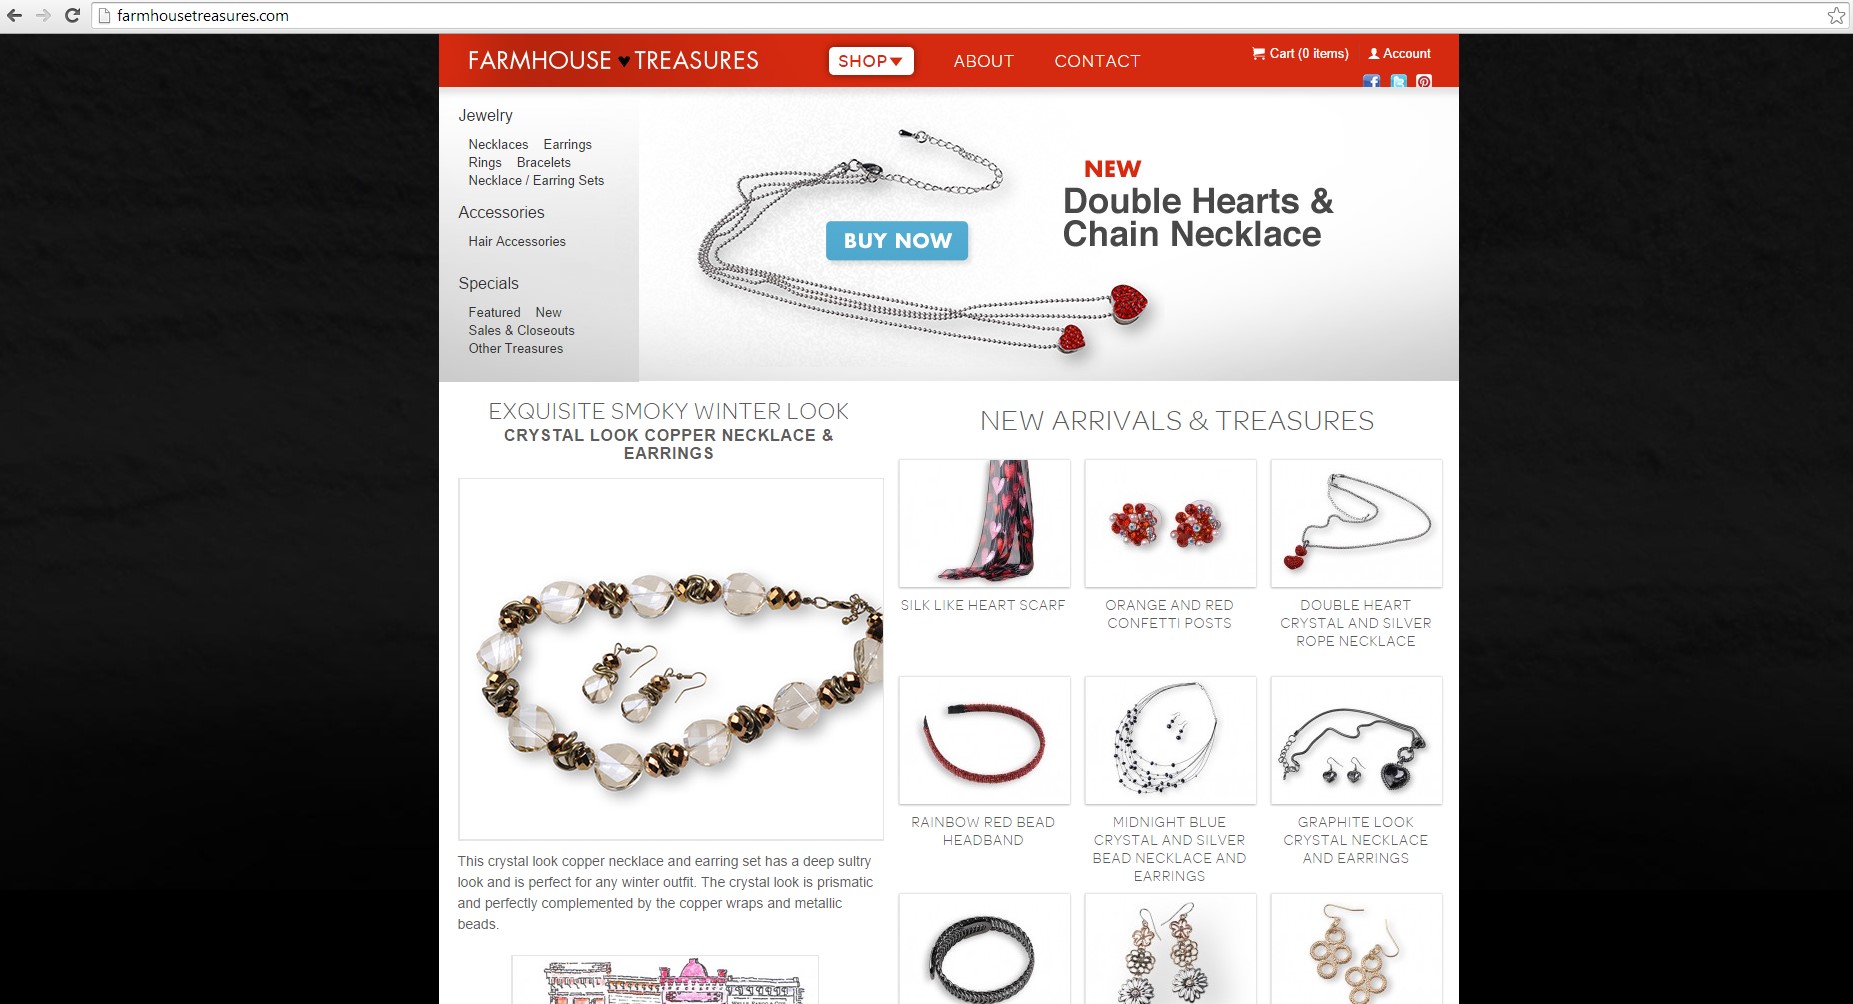 farmhousetreasures.com
FARMHOUSE ♥ TREASURES
SHOP▼
ABOUT
CONTACT
Cart (0 items)
Account
Jewelry
Necklaces Earrings
Rings Bracelets
Necklace / Earring Sets
Accessories
Hair Accessories
Specials
Featured New
Sales & Closeouts
Other Treasures
BUY NOW
NEW
Double Hearts &
Chain Necklace
EXQUISITE SMOKY WINTER LOOK
CRYSTAL LOOK COPPER NECKLACE &
EARRINGS
This crystal look copper necklace and earring set has a deep sultry
look and is perfect for any winter outfit. The crystal look is prismatic
and perfectly complemented by the copper wraps and metallic
beads.
NEW ARRIVALS & TREASURES
SILK LIKE HEART SCARF
ORANGE AND RED
CONFETTI POSTS
DOUBLE HEART
CRYSTAL AND SILVER
ROPE NECKLACE
RAINBOW RED BEAD
HEADBAND
MIDNIGHT BLUE
CRYSTAL AND SILVER
BEAD NECKLACE AND
EARRINGS
GRAPHITE LOOK
CRYSTAL NECKLACE
AND EARRINGS